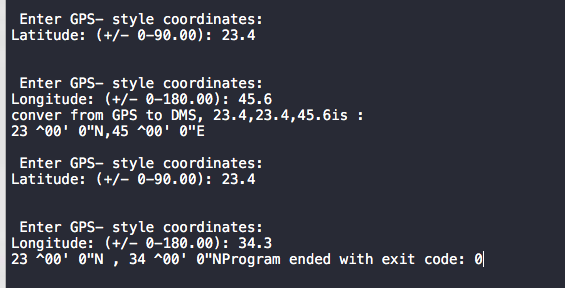 Enter GPS- style coordinates:
Latitude: (+/- 0-90.00): 23.4
Enter GPS- style coordinates:
Longitude: (+/- 0-180.00): 45.6
conver from GPS to DMS, 23.4,23.4,45.6is :
23 ^00' 0"N,45 ^00' 0"E
Enter GPS- style coordinates:
Latitude: (+/- 0-90.00): 23.4
Enter GPS- style coordinates:
Longitude: (+/- 0-180.00): 34.3
23 ^00' 0"N , 34 ^00' 0"NProgram ended with exit code: 0